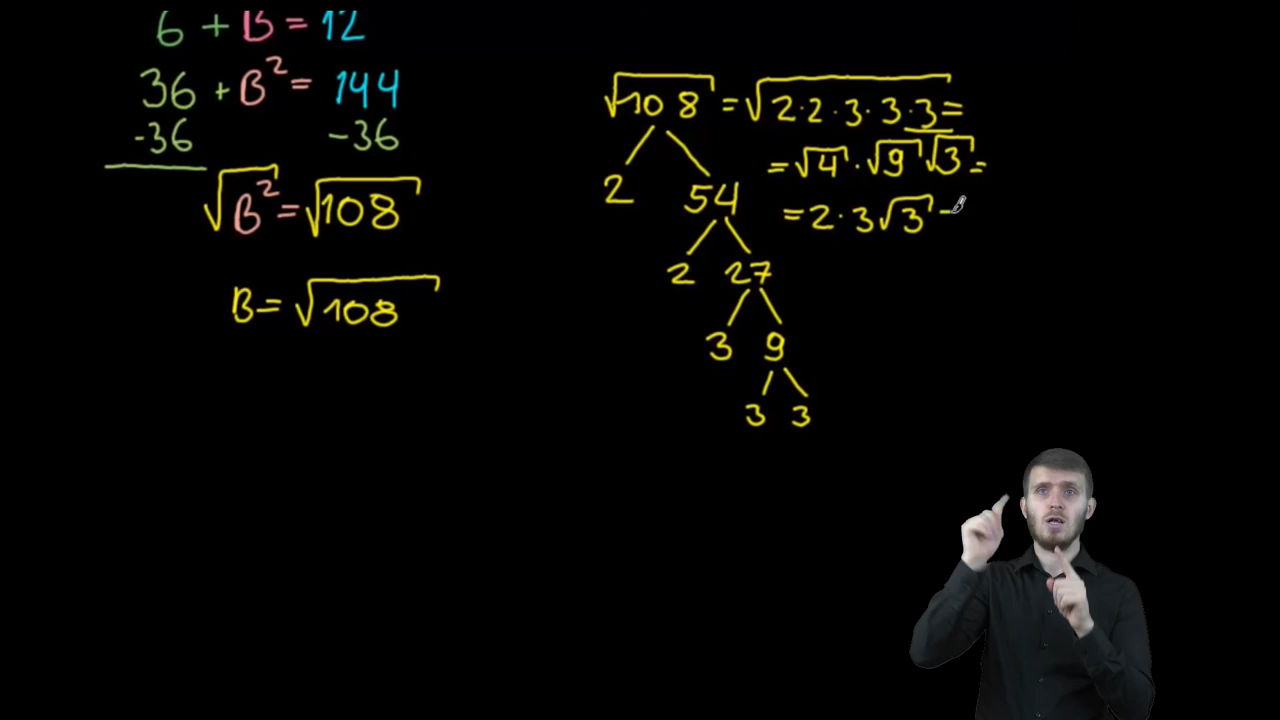 6 + B = 12
36 + B² = 144
-36 -36
√B² = √108
B = √108
√108 = √2·2·3·3·3 =
= √4 · √9 √3 =
= 2·3√3 -
2 54
2 27
3 9
3 3